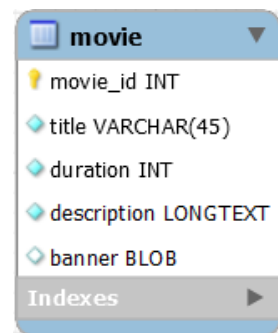 movie
movie_id INT
title VARCHAR(45)
duration INT
description LONGTEXT
banner BLOB
Indexes